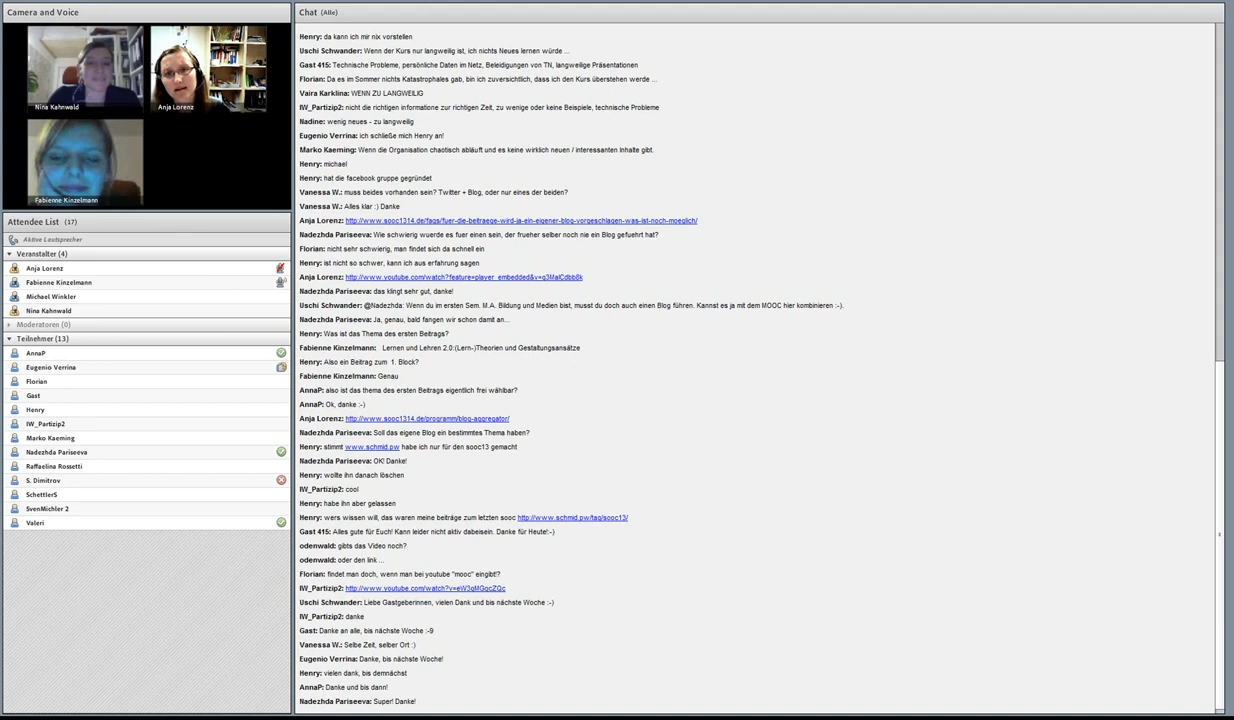 Camera and Voice
Nina Kahnwald
Anja Lorenz
Fabienne Kinzelmann
Attendee List (17)
Aktive Lautsprecher
Veranstalter (4)
Anja Lorenz
Fabienne Kinzelmann
Michael Winkler
Nina Kahnwald
Moderatoren (0)
Teilnehmer (13)
AnnaP
Eugenio Verrina
Florian
Gast
Henry
IW_Partizip2
Marko Kaeming
Nadezhda Pariseeva
Raffaelina Rossetti
S. Dimitrov
SchettlerS
SvenMichler 2
Valeri
Chat (Alle)
Henry: da kann ich mir nix vorstellen
Uschi Schwander: Wenn der Kurs nur langweilig ist, ich nichts Neues lernen würde ...
Gast 415: Technische Probleme, persönliche Daten im Netz, Beleidigungen von TN, langweilige Präsentationen
Florian: Da es im Sommer nichts Katastrophales gab, bin ich zuversichtlich, dass ich den Kurs überstehen werde ...
Vaira Karklina: WENN ZU LANGWEILIG
IW_Partizip2: nicht die richtigen informatione zur richtigen Zeit, zu wenige oder keine Beispiele, technische Probleme
Nadine: wenig neues - zu langweilig
Eugenio Verrina: ich schließe mich Henry an!
Marko Kaeming: Wenn die Organisation chaotisch abläuft und es keine wirklich neuen / interessanten Inhalte gibt.
Henry: michael
Henry: hat die facebook gruppe gegründet
Vanessa W.: muss beides vorhanden sein? Twitter + Blog, oder nur eines der beiden?
Vanessa W.: Alles klar :) Danke
Anja Lorenz: http://www.sooc1314.de/faqs/fuer-die-beitraege-wird-ja-ein-eigener-blog-vorgeschlagen-was-ist-noch-moeglich/
Nadezhda Pariseeva: Wie schwierig wuerde es fuer einen sein, der frueher selber noch nie ein Blog gefuehrt hat?
Florian: nicht sehr schwierig, man findet sich da schnell ein
Henry: ist nicht so schwer, kann ich aus erfahrung sagen
Anja Lorenz: http://www.youtube.com/watch?feature=player_embedded&v=q3MalCdbb8k
Nadezhda Pariseeva: das klingt sehr gut, danke!
Uschi Schwander: @Nadezhda: Wenn du im ersten Sem. M.A. Bildung und Medien bist, musst du doch auch einen Blog führen. Kannst es ja mit dem MOOC hier kombinieren :-).
Nadezhda Pariseeva: Ja, genau, bald fangen wir schon damit an...
Henry: Was ist das Thema des ersten Beitrags?
Fabienne Kinzelmann: Lernen und Lehren 2.0:(Lern-)Theorien und Gestaltungsansätze
Henry: Also ein Beitrag zum 1. Block?
Fabienne Kinzelmann: Genau
AnnaP: also ist das thema des ersten Beitrags eigentlich frei wählbar?
AnnaP: Ok, danke :-)
Anja Lorenz: http://www.sooc1314.de/programm/blog-aggregator/
Nadezhda Pariseeva: Soll das eigene Blog ein bestimmtes Thema haben?
Henry: stimmt www.schmid.pw habe ich nur für den sooc13 gemacht
Nadezhda Pariseeva: OK! Danke!
Henry: wollte ihn danach löschen
IW_Partizip2: cool
Henry: habe ihn aber gelassen
Henry: wers wissen will, das waren meine beiträge zum letzten sooc http://www.schmid.pw/tag/sooc13/
Gast 415: Alles gute für Euch! Kann leider nicht aktiv dabeisein. Danke für Heute!:-)
odenwald: gibts das Video noch?
odenwald: oder den link ...
Florian: findet man doch, wenn man bei youtube "mooc" eingibt!?
IW_Partizip2: http://www.youtube.com/watch?v=eW3gMGqcZQc
Uschi Schwander: Liebe Gastgeberinnen, vielen Dank und bis nächste Woche :-)
IW_Partizip2: danke
Gast: Danke an alle, bis nächste Woche :-9
Vanessa W.: Selbe Zeit, selber Ort :)
Eugenio Verrina: Danke, bis nächste Woche!
Henry: vielen dank, bis demnächst
AnnaP: Danke und bis dann!
Nadezhda Pariseeva: Super! Danke!